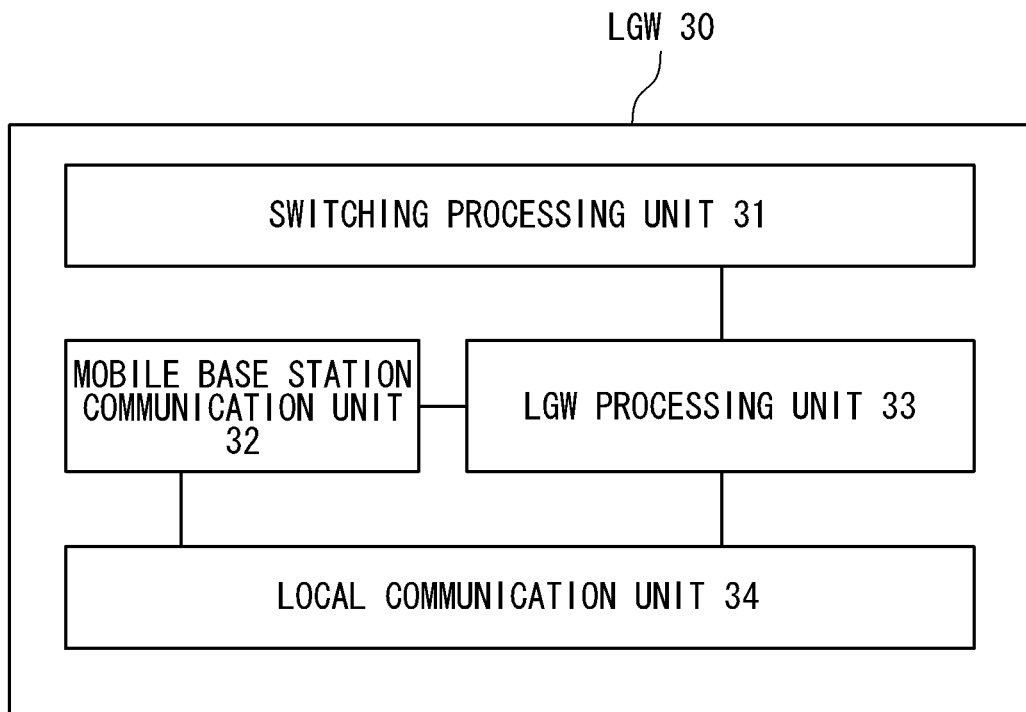 LGW 30
SWITCHING PROCESSING UNIT 31
MOBILE BASE STATION
COMMUNICATION UNIT
32
LGW PROCESSING UNIT 33
LOCAL COMMUNICATION UNIT 34